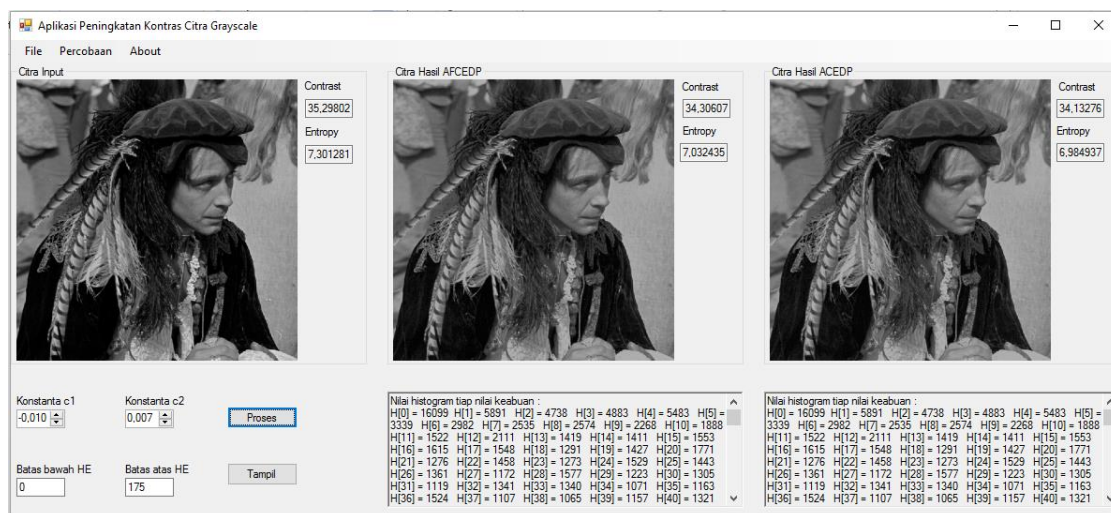 Aplikasi Peningkatan Kontras Citra Grayscale
File Percobaan About
Citra Input
Contrast
35,29802
Entropy
7,301281
Citra Hasil AFCEDP
Contrast
34,30607
Entropy
7,032435
Citra Hasil ACEDP
Contrast
34,13276
Entropy
6,984937
Konstanta c1
-0,010
Konstanta c2
0,007
Proses
Batas bawah HE
0
Batas atas HE
175
Tampil
Nilai histogram tiap nilai keabuan :
H[0] = 16099 H[1] = 5891 H[2] = 4738 H[3] = 4883 H[4] = 5483 H[5] =
3339 H[6] = 2982 H[7] = 2535 H[8] = 2574 H[9] = 2268 H[10] = 1888
H[11] = 1522 H[12] = 2111 H[13] = 1419 H[14] = 1411 H[15] = 1553
H[16] = 1615 H[17] = 1548 H[18] = 1291 H[19] = 1427 H[20] = 1771
H[21] = 1276 H[22] = 1458 H[23] = 1273 H[24] = 1529 H[25] = 1443
H[26] = 1361 H[27] = 1172 H[28] = 1577 H[29] = 1223 H[30] = 1305
H[31] = 1119 H[32] = 1341 H[33] = 1340 H[34] = 1071 H[35] = 1163
H[36] = 1524 H[37] = 1107 H[38] = 1065 H[39] = 1157 H[40] = 1321
Nilai histogram tiap nilai keabuan :
H[0] = 16099 H[1] = 5891 H[2] = 4738 H[3] = 4883 H[4] = 5483 H[5] =
3339 H[6] = 2982 H[7] = 2535 H[8] = 2574 H[9] = 2268 H[10] = 1888
H[11] = 1522 H[12] = 2111 H[13] = 1419 H[14] = 1411 H[15] = 1553
H[16] = 1615 H[17] = 1548 H[18] = 1291 H[19] = 1427 H[20] = 1771
H[21] = 1276 H[22] = 1458 H[23] = 1273 H[24] = 1529 H[25] = 1443
H[26] = 1361 H[27] = 1172 H[28] = 1577 H[29] = 1223 H[30] = 1305
H[31] = 1119 H[32] = 1341 H[33] = 1340 H[34] = 1071 H[35] = 1163
H[36] = 1524 H[37] = 1107 H[38] = 1065 H[39] = 1157 H[40] = 1321